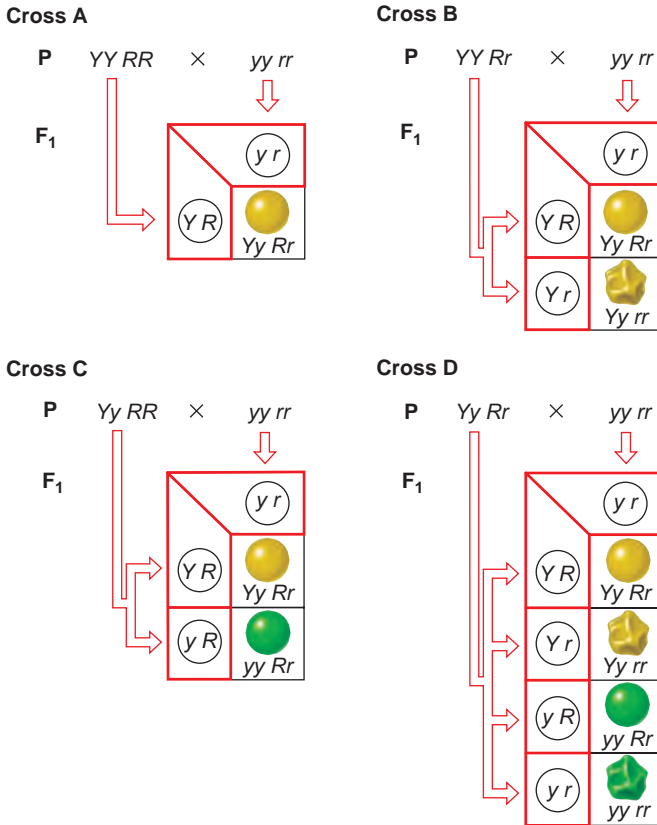 Cross A
P YY RR × yy rr
F1
y r
Y R
Yy Rr
Cross B
P YY Rr × yy rr
F1
y r
Y R
Yy Rr
Y r
Yy rr
Cross C
P Yy RR × yy rr
F1
y r
Y R
Yy Rr
y R
yy Rr
Cross D
P Yy Rr × yy rr
F1
y r
Y R
Yy Rr
Y r
Yy rr
y R
yy Rr
y r
yy rr